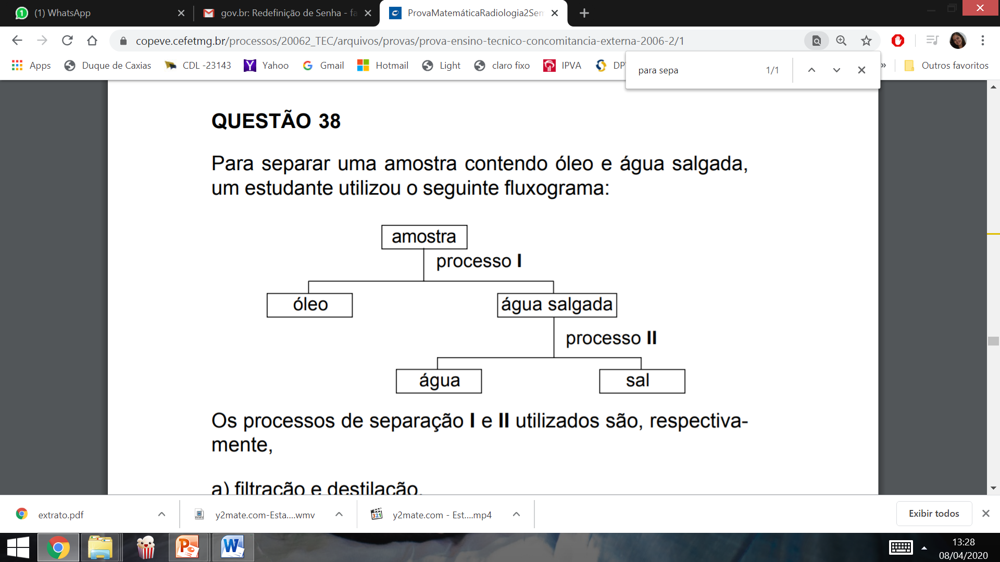 (1) WhatsApp
gov.br: Redefinição de Senha - fa
ProvaMatemáticaRadiologia2Sem
copeve.cefetmg.br/processos/20062_TEC/arquivos/provas/prova-ensino-tecnico-concomitancia-externa-2006-2/1
Apps Duque de Caxias CDL -23143 Yahoo Gmail Hotmail Light claro fixo IPVA DP » Outros favoritos
para sepa 1/1
QUESTÃO 38
Para separar uma amostra contendo óleo e água salgada,
um estudante utilizou o seguinte fluxograma:
amostra
processo I
óleo água salgada
processo II
água sal
Os processos de separação I e II utilizados são, respectiva-
mente,
a) filtração e destilação.
extrato.pdf y2mate.com-Esta....wmv y2mate.com - Est....mp4 Exibir todos
13:28
08/04/2020